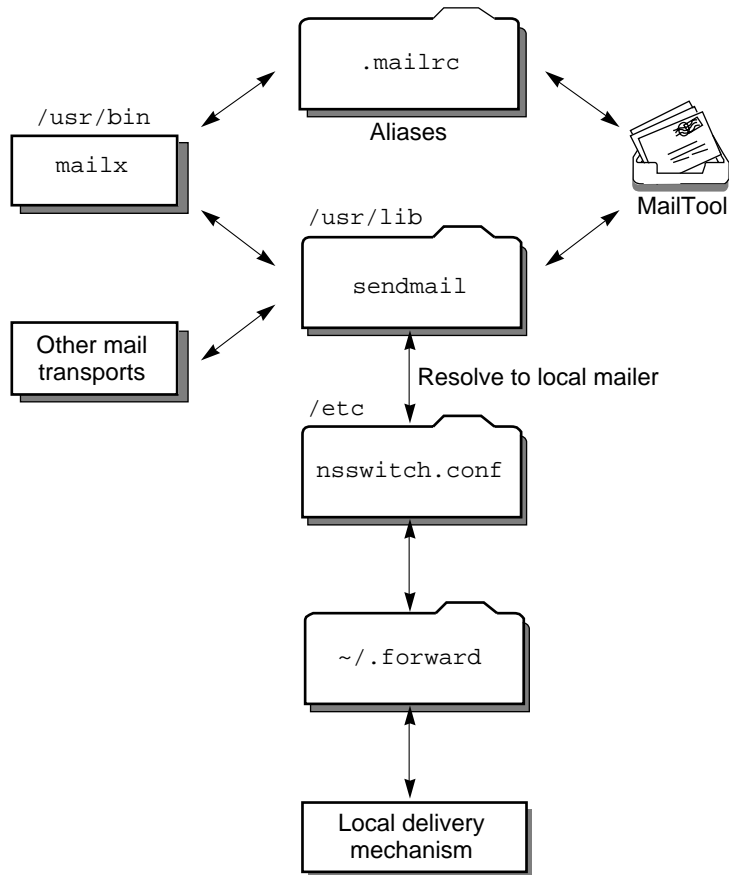 .mailrc
Aliases
/usr/bin
mailx
MailTool
/usr/lib
sendmail
Other mail
transports
Resolve to local mailer
/etc
nsswitch.conf
~/.forward
Local delivery
mechanism